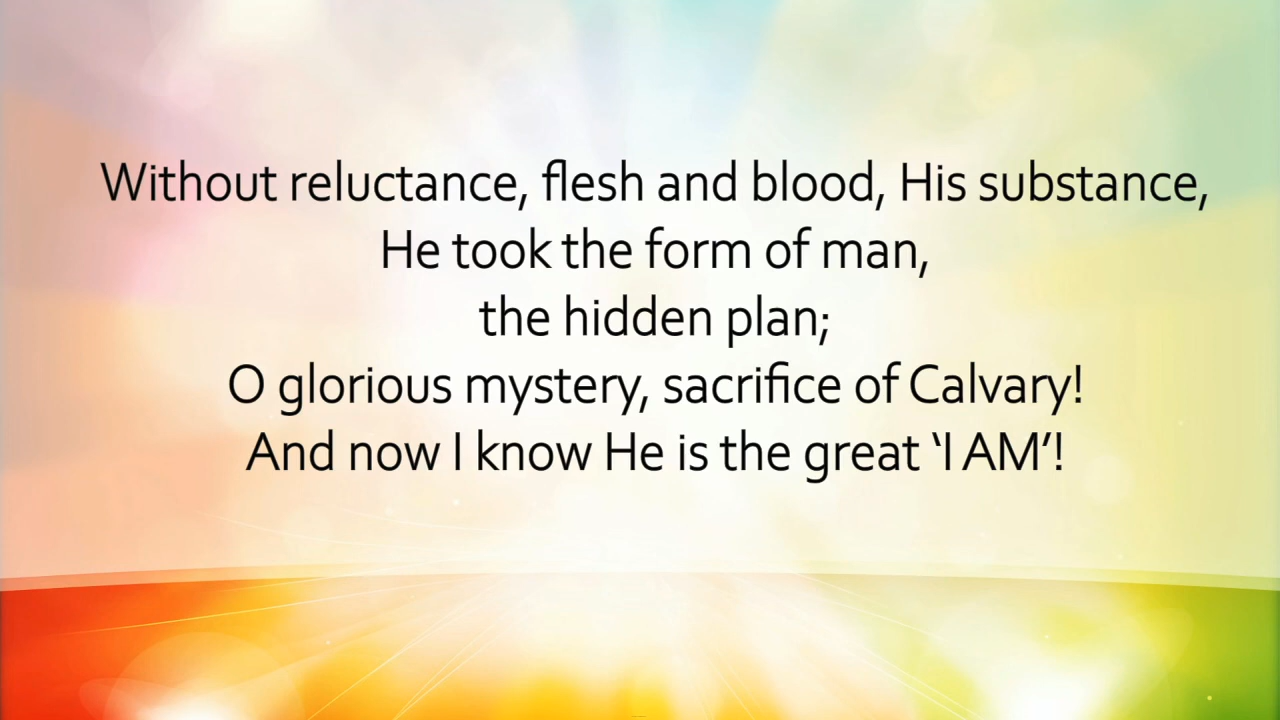 Without reluctance, flesh and blood, His substance,
He took the form of man,
the hidden plan;
O glorious mystery, sacrifice of Calvary!
And now I know He is the great ‘I AM’!